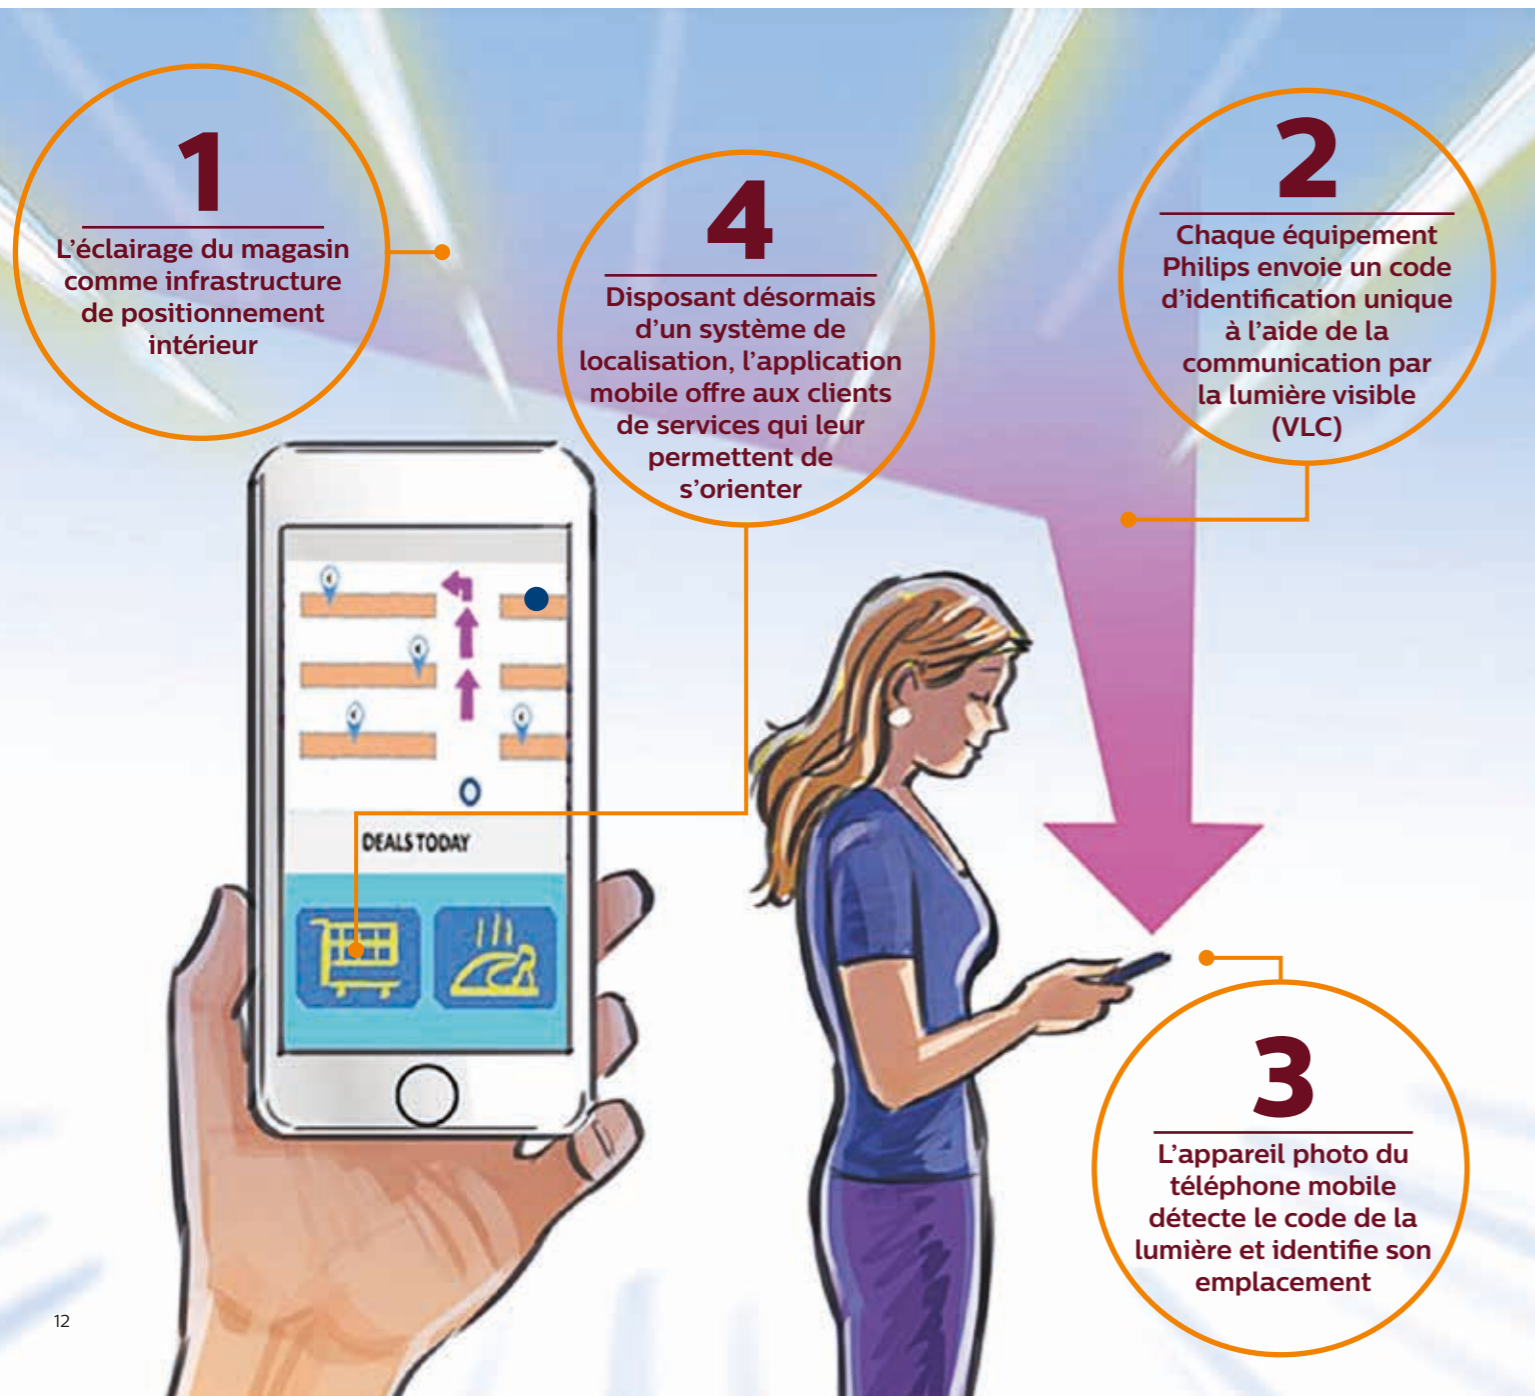 1
L'éclairage du magasin
comme infrastructure
de positionnement
intérieur
2
Chaque équipement
Philips envoie un code
d'identification unique
à l'aide de la
communication par
la lumière visible
(VLC)
3
L'appareil photo du
téléphone mobile
détecte le code de la
lumière et identifie son
emplacement
4
Disposant désormais
d'un système de
localisation, l'application
mobile offre aux clients
de services qui leur
permettent de
s'orienter
DEALS TODAY
12